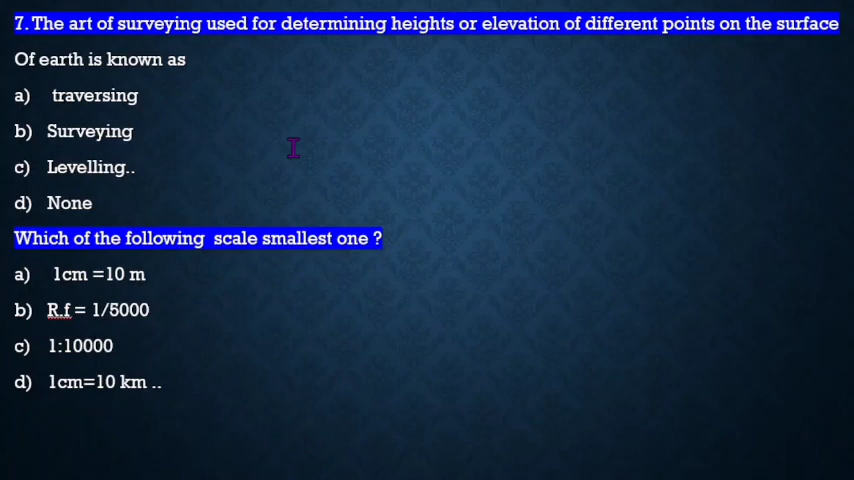 7. The art of surveying used for determining heights or elevation of different points on the surface
Of earth is known as
a) traversing
b) Surveying
c) Levelling..
d) None
Which of the following scale smallest one ?
a) 1cm =10 m
b) R.f = 1/5000
c) 1:10000
d) 1cm=10 km ..